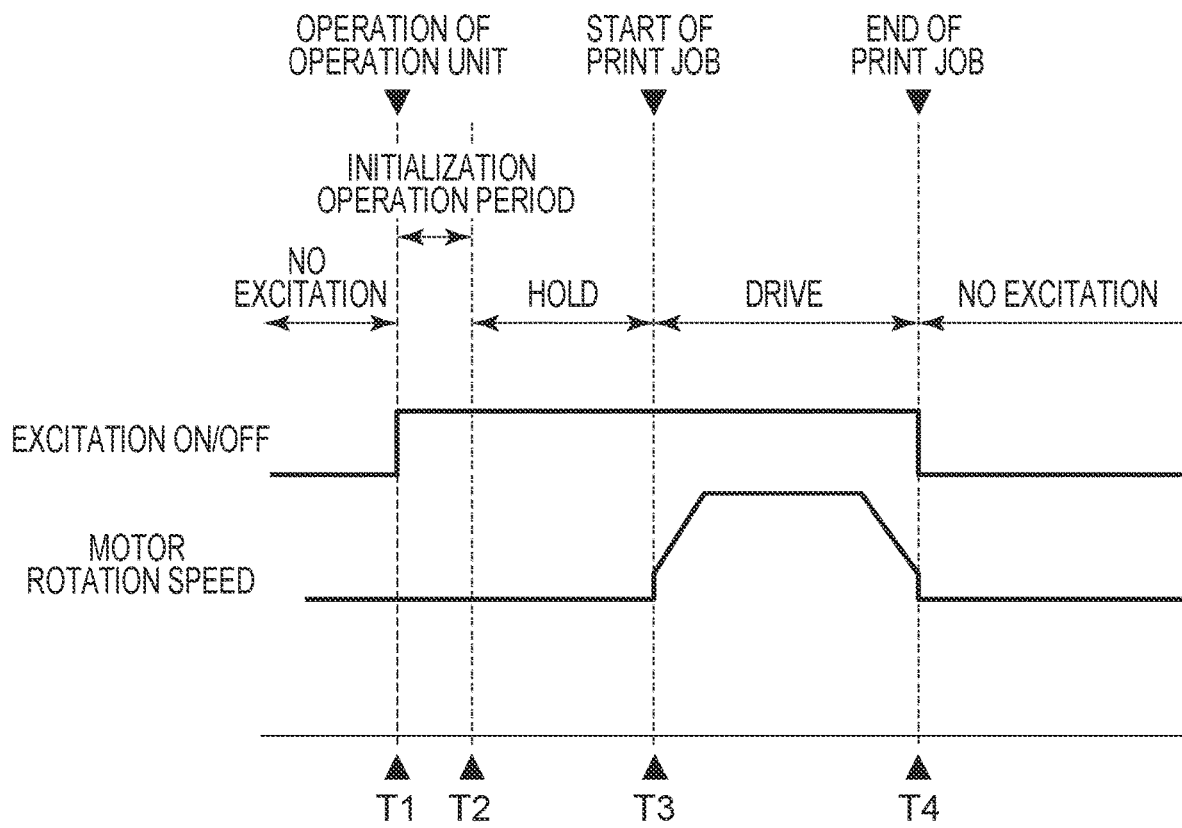 OPERATION OF
OPERATION UNIT
START OF
PRINT JOB
END OF
PRINT JOB
INITIALIZATION
OPERATION PERIOD
NO
EXCITATION
HOLD
DRIVE
NO EXCITATION
EXCITATION ON/OFF
MOTOR
ROTATION SPEED
T1
T2
T3
T4